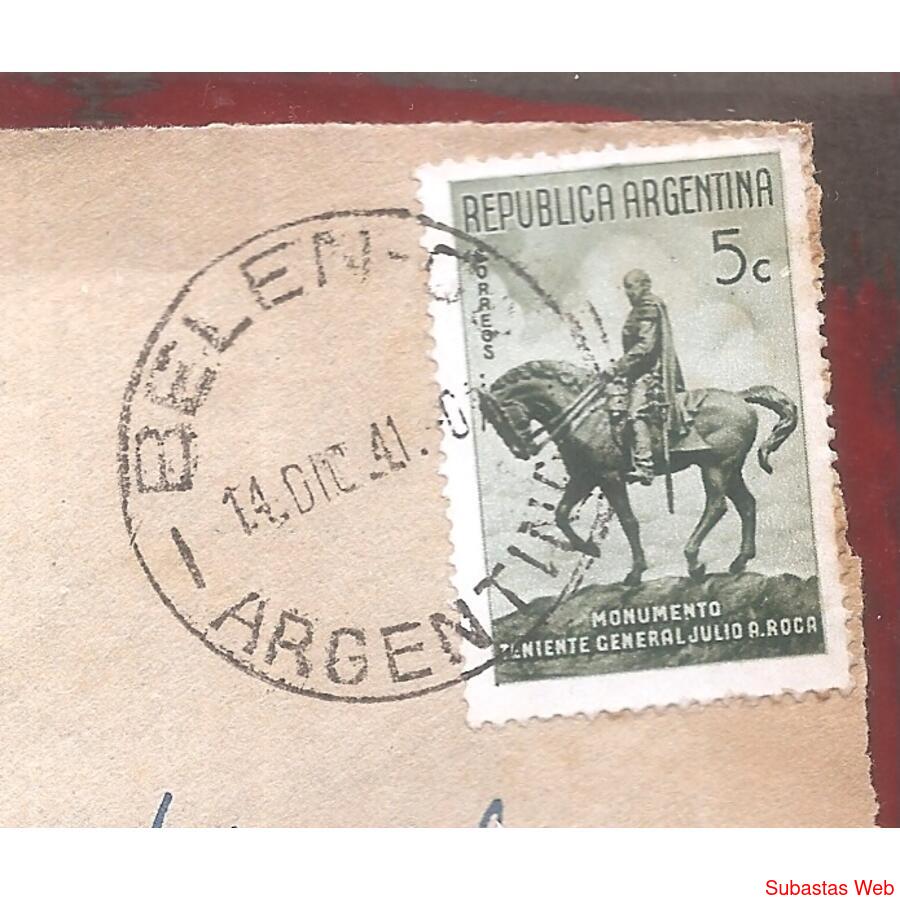 REPUBLICA ARGENTINA
5c
CORREOS
BELEN-
14.DIC 41.
ARGENTINA
MONUMENTO
TENIENTE GENERAL JULIO A. ROCA
Subastas Web